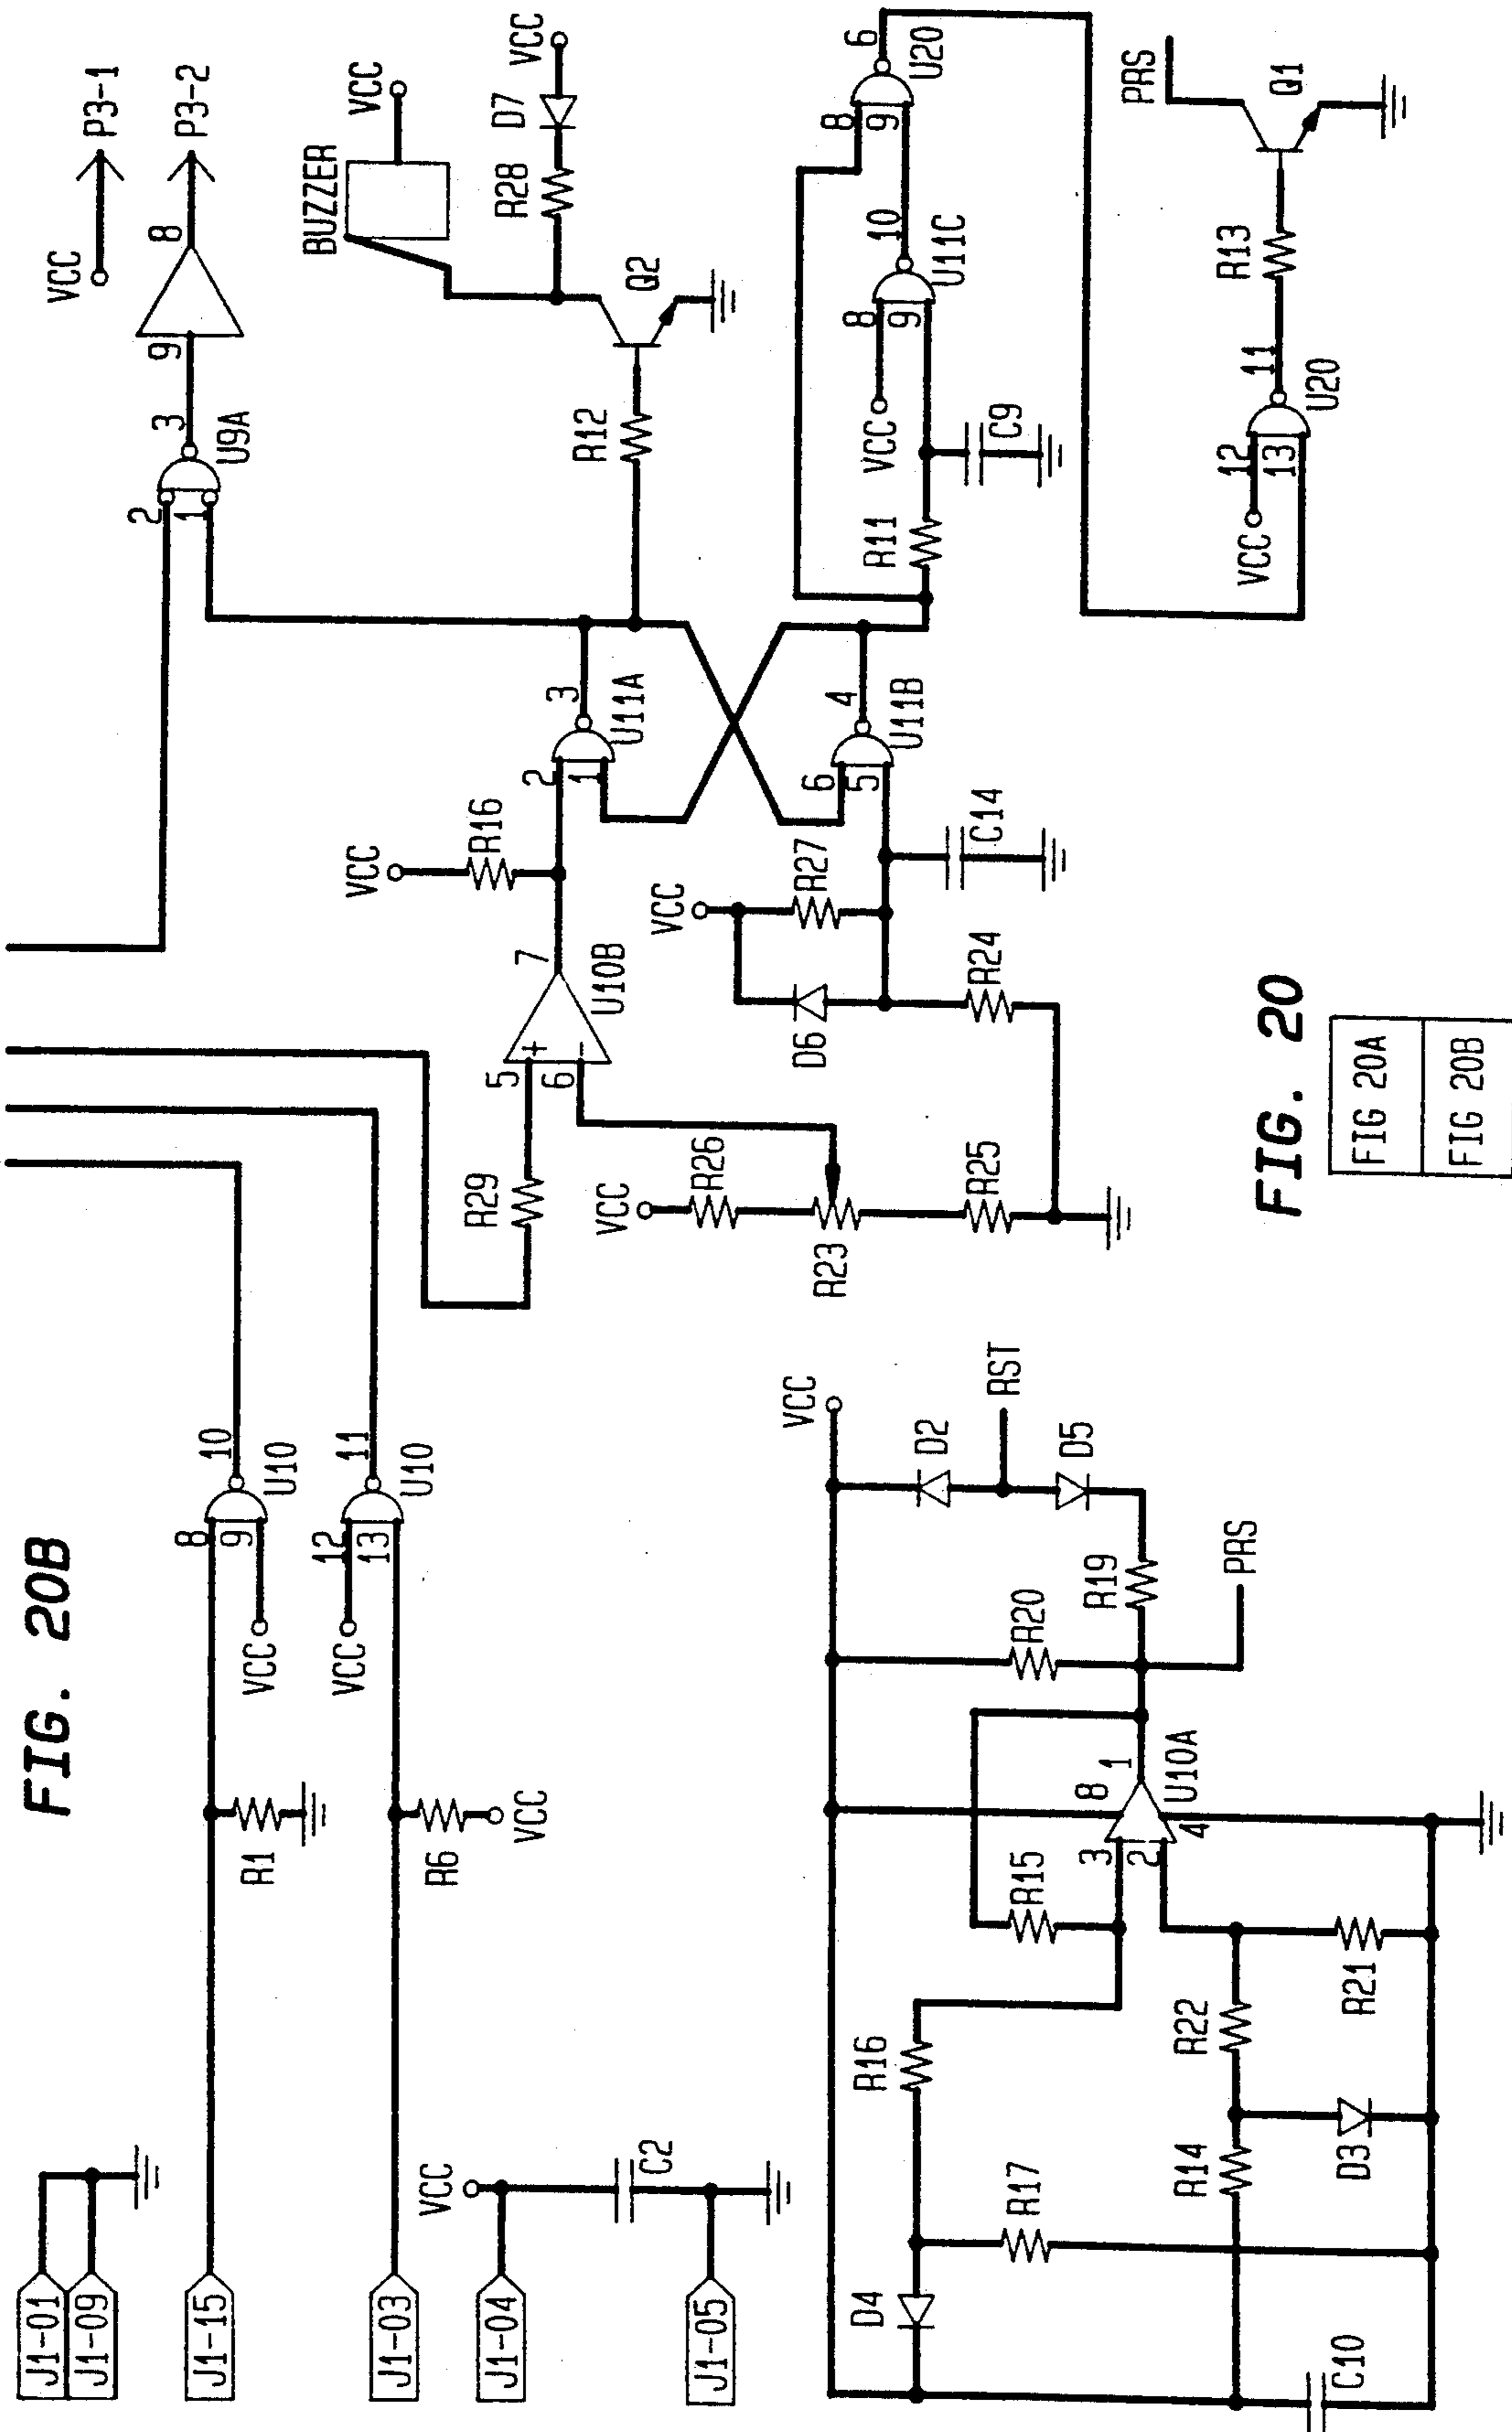 FIG. 20B
J1-01
J1-09
J1-15
J1-03
J1-04
J1-05
R1
R6
VCC
VCC
C2
8
9
10
U10
VCC
12
13
11
U10
VCC
2
1
3
U9A
9
8
VCC
P3-1
P3-2
BUZZER
VCC
R28
D7
VCC
R12
Q2
R29
5
6
+
-
7
U10B
VCC
R16
2
1
3
U11A
VCC
R26
R23
R25
VCC
D6
R27
R24
C14
6
5
4
U11B
R11
C9
VCC
8
9
10
U11C
8
9
6
U20
VCC
12
13
11
U20
R13
Q1
PRS
D4
R17
R16
R15
C10
R14
D3
R22
R21
3
2
8
4
1
U10A
R20
R19
PRS
VCC
D2
D5
RST
FIG. 20
FIG 20A
FIG 20B